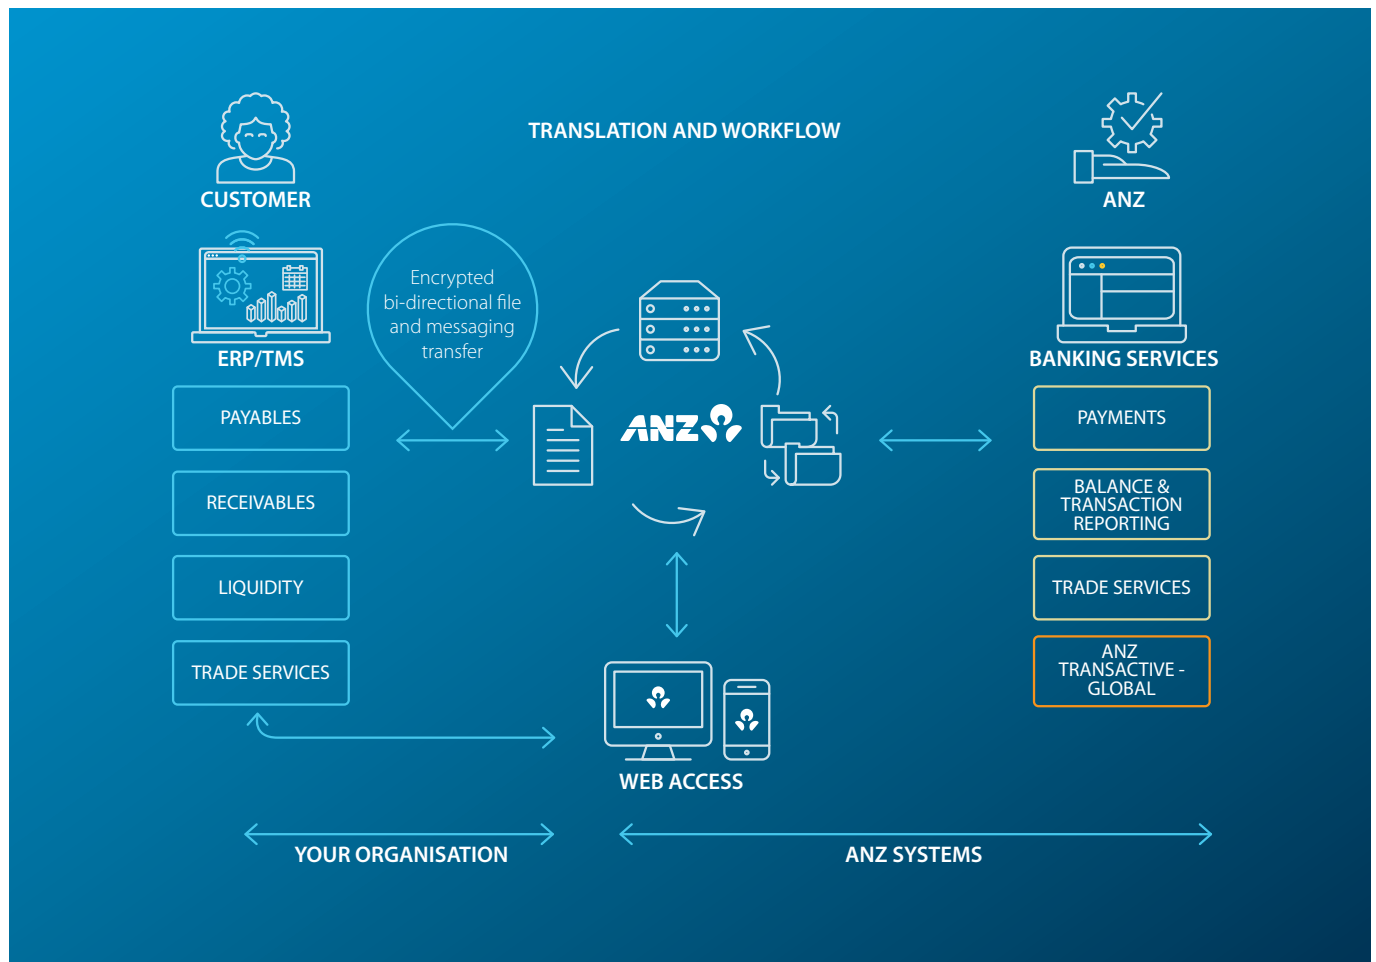 TRANSLATION AND WORKFLOW
CUSTOMER
ANZ
ERP/TMS
Encrypted
bi-directional file
and messaging
transfer
BANKING SERVICES
PAYABLES
RECEIVABLES
LIQUIDITY
TRADE SERVICES
ANZ
PAYMENTS
BALANCE &
TRANSACTION
REPORTING
TRADE SERVICES
ANZ
TRANSACTIVE -
GLOBAL
WEB ACCESS
YOUR ORGANISATION
ANZ SYSTEMS